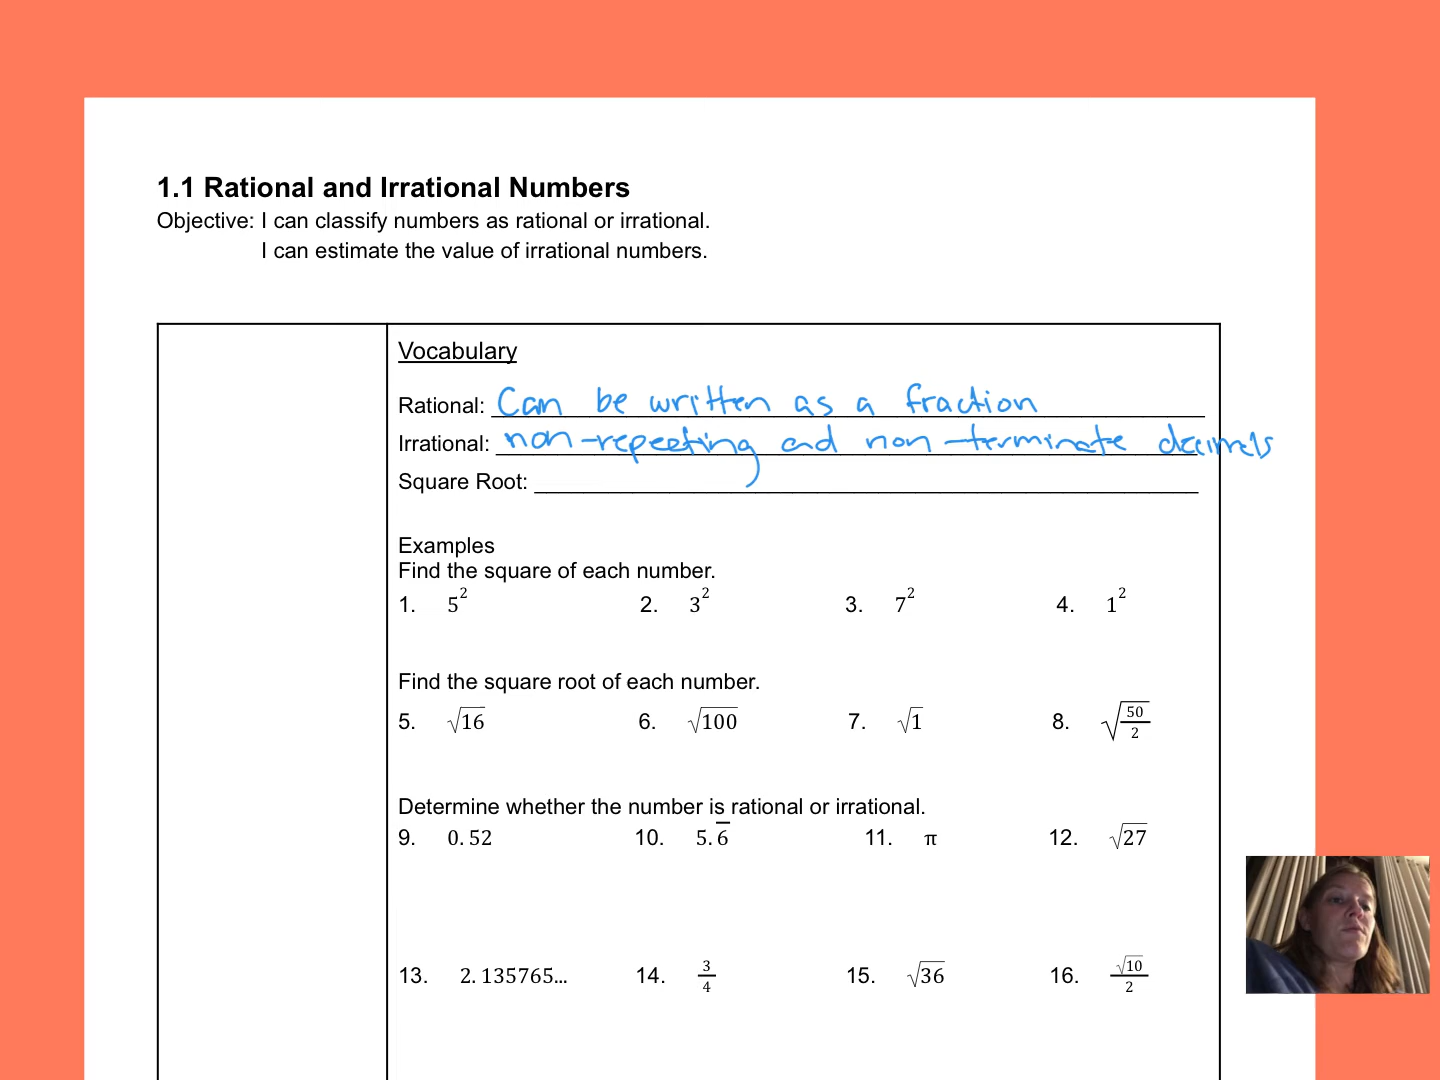 1.1 Rational and Irrational Numbers
Objective: I can classify numbers as rational or irrational.
I can estimate the value of irrational numbers.
Vocabulary
Rational: Can be written as a fraction
Irrational: non-repeating and non-terminate decimals
Square Root:
Examples
Find the square of each number.
1. 5² 2. 3² 3. 7² 4. 1²
Find the square root of each number.
5. √16 6. √100 7. √1 8. √(50/2)
Determine whether the number is rational or irrational.
9. 0.52 10. 5.6̅ 11. π 12. √27
13. 2.135765... 14. 3/4 15. √36 16. √10/2